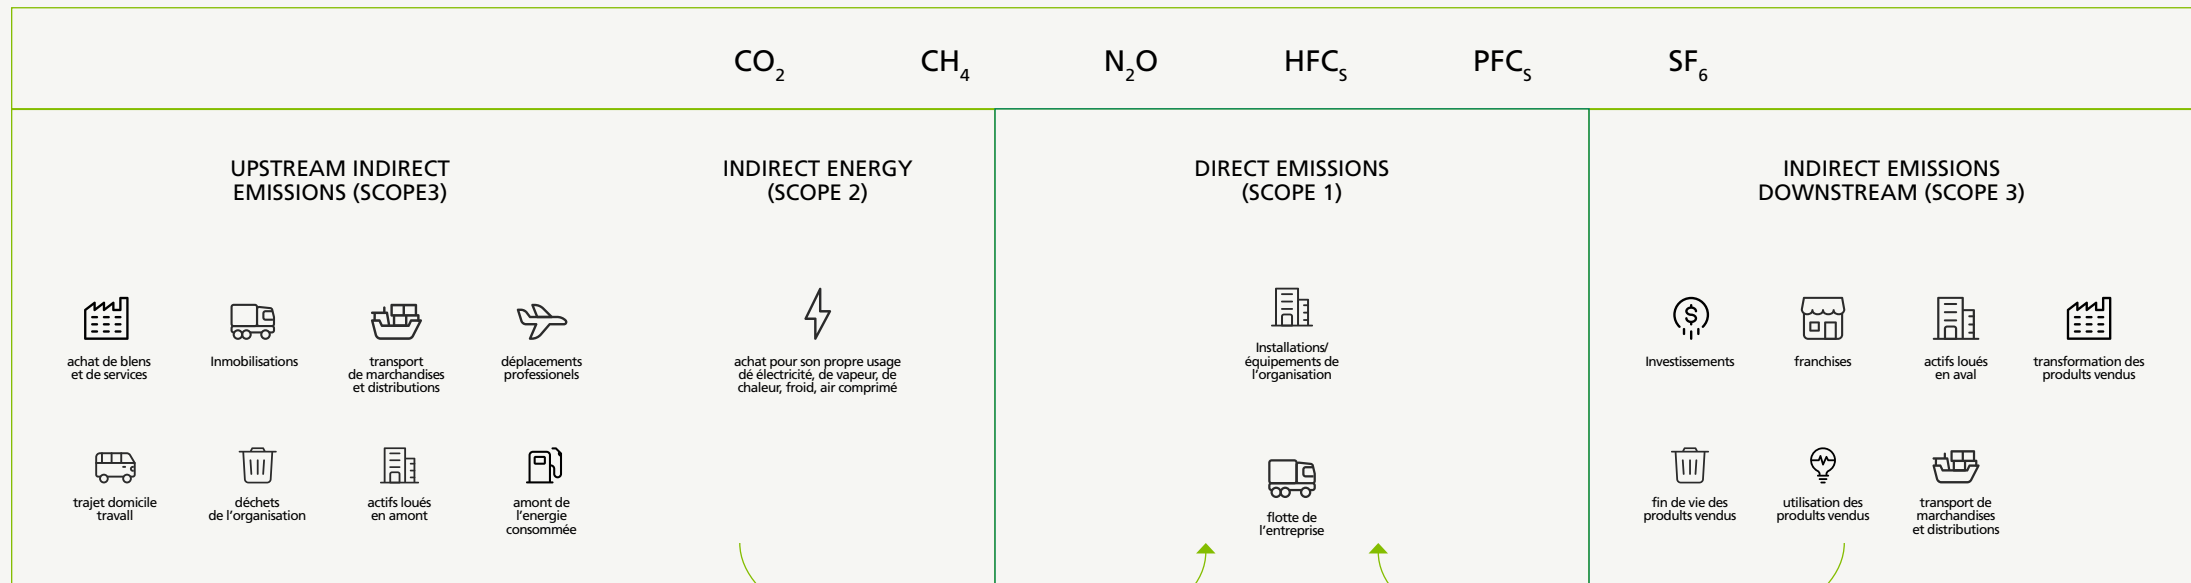 CO2 CH4 N2O HFCS PFCS SF6
UPSTREAM INDIRECT
EMISSIONS (SCOPE3)
achat de blens
et de services
Inmobilisations
transport
de marchandises
et distributions
déplacements
professionels
trajet domicile
travall
déchets
de l'organisation
actifs loués
en amont
amont de
l'energie
consommée
INDIRECT ENERGY
(SCOPE 2)
achat pour son propre usage
dé électricité, de vapeur, de
chaleur, froid, air comprimé
DIRECT EMISSIONS
(SCOPE 1)
Installations/
équipements de
l'organisation
flotte de
l'entreprise
INDIRECT EMISSIONS
DOWNSTREAM (SCOPE 3)
Investissements
franchises
actifs loués
en aval
transformation des
produlls vendus
fin de vie des
produlls vendus
utilisation des
produlls vendus
transport de
marchandises
et distributions